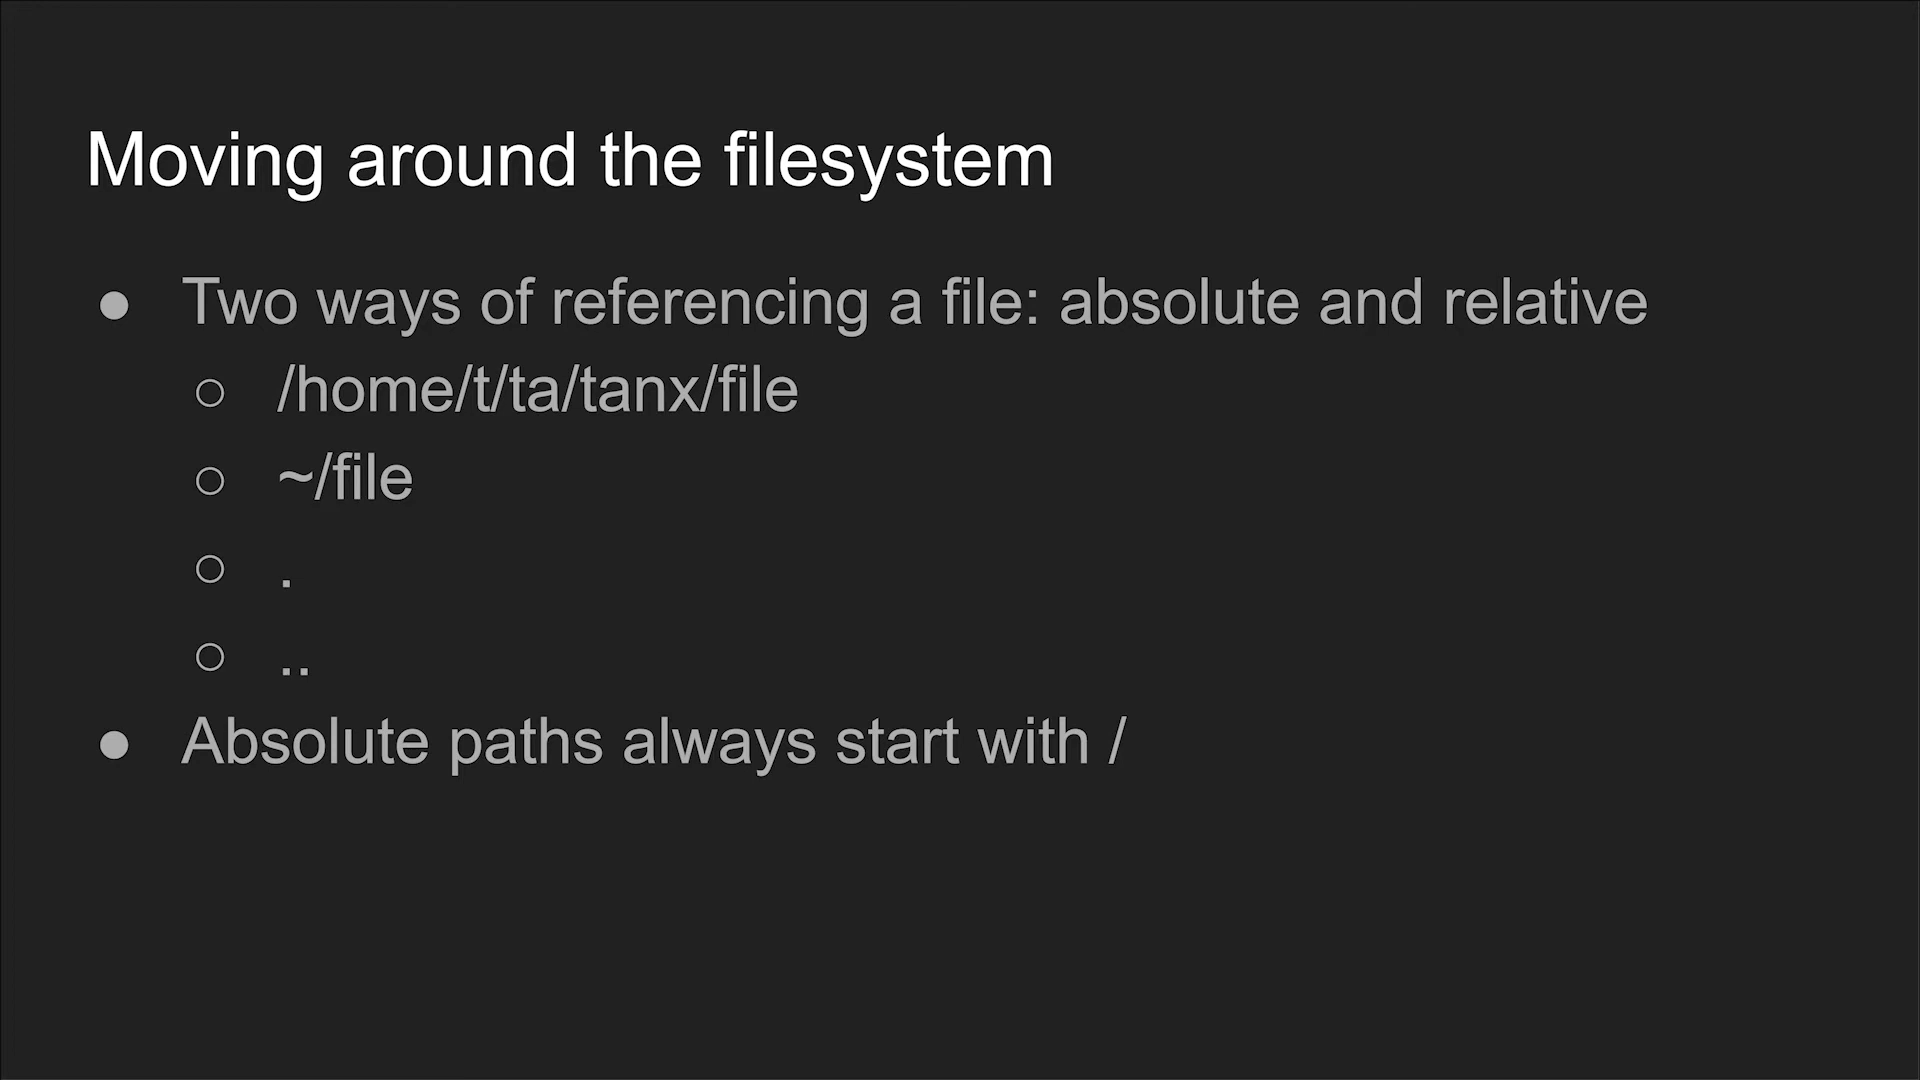 Moving around the filesystem
● Two ways of referencing a file: absolute and relative
○ /home/t/ta/tanx/file
○ ~/file
○ .
○ ..
● Absolute paths always start with /